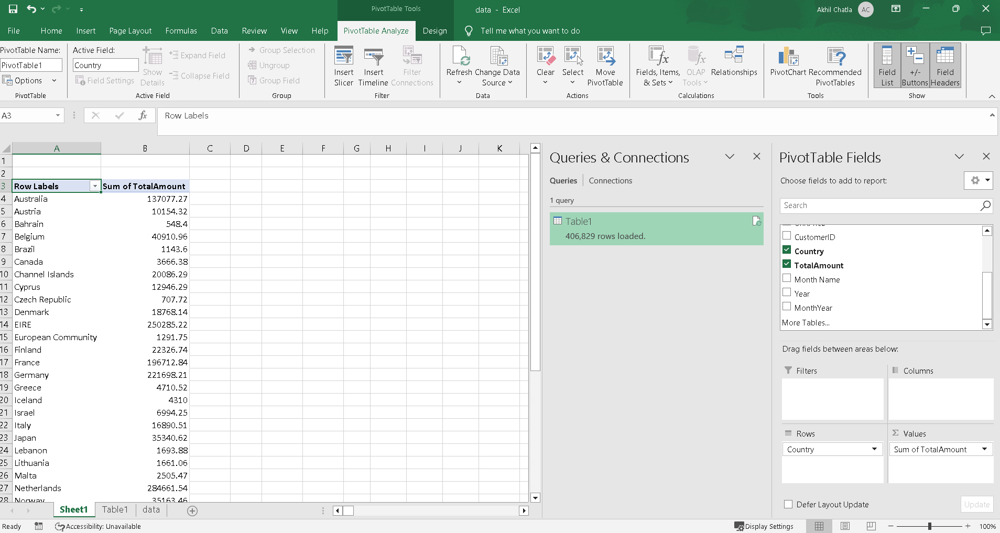 PivotTable Tools
data - Excel
Akhil Chatla AC
File Home Insert Page Layout Formulas Data Review View Help PivotTable Analyze Design Tell me what you want to do
PivotTable Name:
PivotTable1
Options
PivotTable
Active Field:
Country
Field Settings
Show Details
Expand Field
Collapse Field
Active Field
Group Selection
Ungroup
Group Field
Group
Insert Slicer
Insert Timeline
Filter Connections
Filter
Refresh
Change Data Source
Data
Clear
Select
Move PivotTable
Actions
Fields, Items, & Sets
OLAP Tools
Relationships
Calculations
PivotChart
Recommended PivotTables
Tools
Field List
+/- Buttons
Field Headers
Show
A3
fx
Row Labels
A B C D E F G H I J K
1
2
3 Row Labels Sum of TotalAmount
4 Australia 137077.27
5 Austria 10154.32
6 Bahrain 548.4
7 Belgium 40910.96
8 Brazil 1143.6
9 Canada 3666.38
10 Channel Islands 20086.29
11 Cyprus 12946.29
12 Czech Republic 707.72
13 Denmark 18768.14
14 EIRE 250285.22
15 European Community 1291.75
16 Finland 22326.74
17 France 196712.84
18 Germany 221698.21
19 Greece 4710.52
20 Iceland 4310
21 Israel 6994.25
22 Italy 16890.51
23 Japan 35340.62
24 Lebanon 1693.88
25 Lithuania 1661.06
26 Malta 2505.47
27 Netherlands 284661.54
28 Norway 35163.46
Sheet1 Table1 data
Ready
Accessibility: Unavailable
Display Settings
100%
Queries & Connections
Queries Connections
1 query
Table1
406,829 rows loaded.
PivotTable Fields
Choose fields to add to report:
Search
CustomerID
Country
TotalAmount
Month Name
Year
MonthYear
More Tables...
Drag fields between areas below:
Filters
Columns
Rows
Σ Values
Country
Sum of TotalAmount
Defer Layout Update
Update